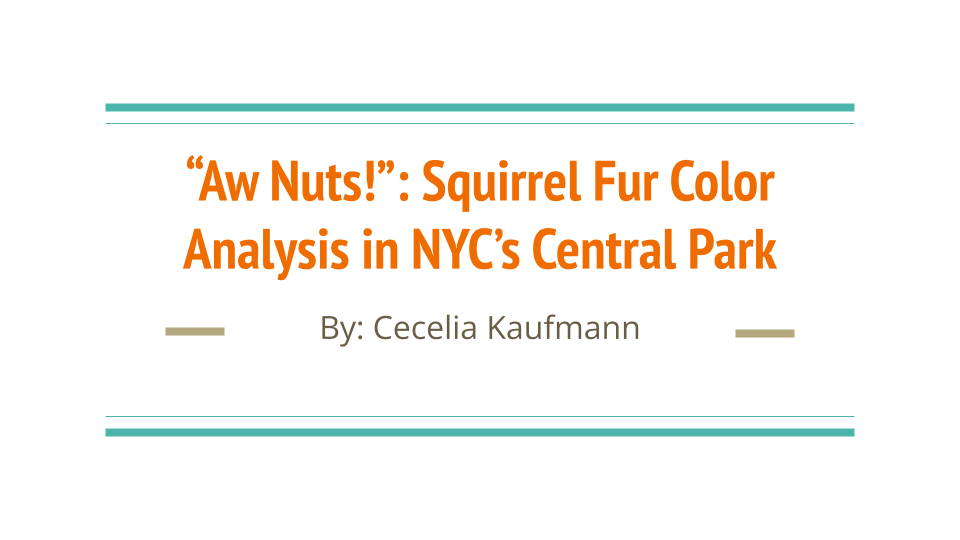 “Aw Nuts!”: Squirrel Fur Color
Analysis in NYC’s Central Park
By: Cecelia Kaufmann